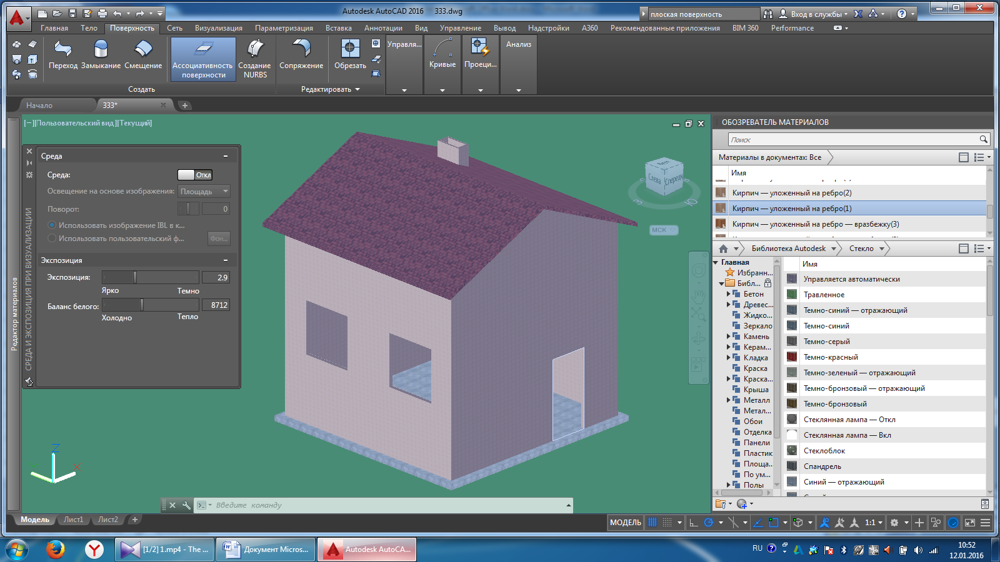 Autodesk AutoCAD 2016 333.dwg
плоская поверхность
Вход в службы
Главная Тело Поверхность Сеть Визуализация Параметризация Вставка Аннотации Вид Управление Вывод Надстройки A360 Рекомендованные приложения BIM 360 Performance
Переход Замыкание Смещение
Ассоциативность поверхности
Создание NURBS
Сопряжение
Обрезать
Управля...
Кривые
Проеци...
Анализ
Создать
Редактировать
Начало 333*
[−]|Пользовательский вид][Текущий]
Среда
Среда: Откл
Освещение на основе изображения: Площадь
Поворот: 0
Использовать изображение IBL в к...
Использовать пользовательский ф...
Фон...
Экспозиция
Экспозиция: 2.9
Ярко Темно
Баланс белого: 8712
Холодно Тепло
Редактор материалов
СРЕДА И ЭКСПОЗИЦИЯ ПРИ ВИЗУАЛИЗАЦИИ
Слева Спереди
З Ю
МСК
Z
Введите команду
ОБОЗРЕВАТЕЛЬ МАТЕРИАЛОВ
Поиск
Материалы в документах: Все
Имя
Кирпич — уложенный на ребро(2)
Кирпич — уложенный на ребро(1)
Кирпич — уложенный на ребро — вразбежку(3)
Библиотека Autodesk Стекло
Главная
Избранн...
Библ...
Бетон
Древес...
Жидко...
Зеркало
Камень
Керам...
Кладка
Краска
Краска...
Крыша
Металл
Метал...
Обои
Отделка
Панели
Пластик
Площа...
По ум...
Полы
Имя
Управляется автоматически
Травленное
Темно-синий — отражающий
Темно-синий
Темно-серый
Темно-красный
Темно-зеленый — отражающий
Темно-бронзовый — отражающий
Темно-бронзовый
Стеклянная лампа — Откл
Стеклянная лампа — Вкл
Стеклоблок
Спандрель
Синий — отражающий
Модель Лист1 Лист2
МОДЕЛЬ 1:1
[1/2] 1.mp4 - The ...
Документ Micros...
Autodesk AutoCA...
RU
10:52
12.01.2016